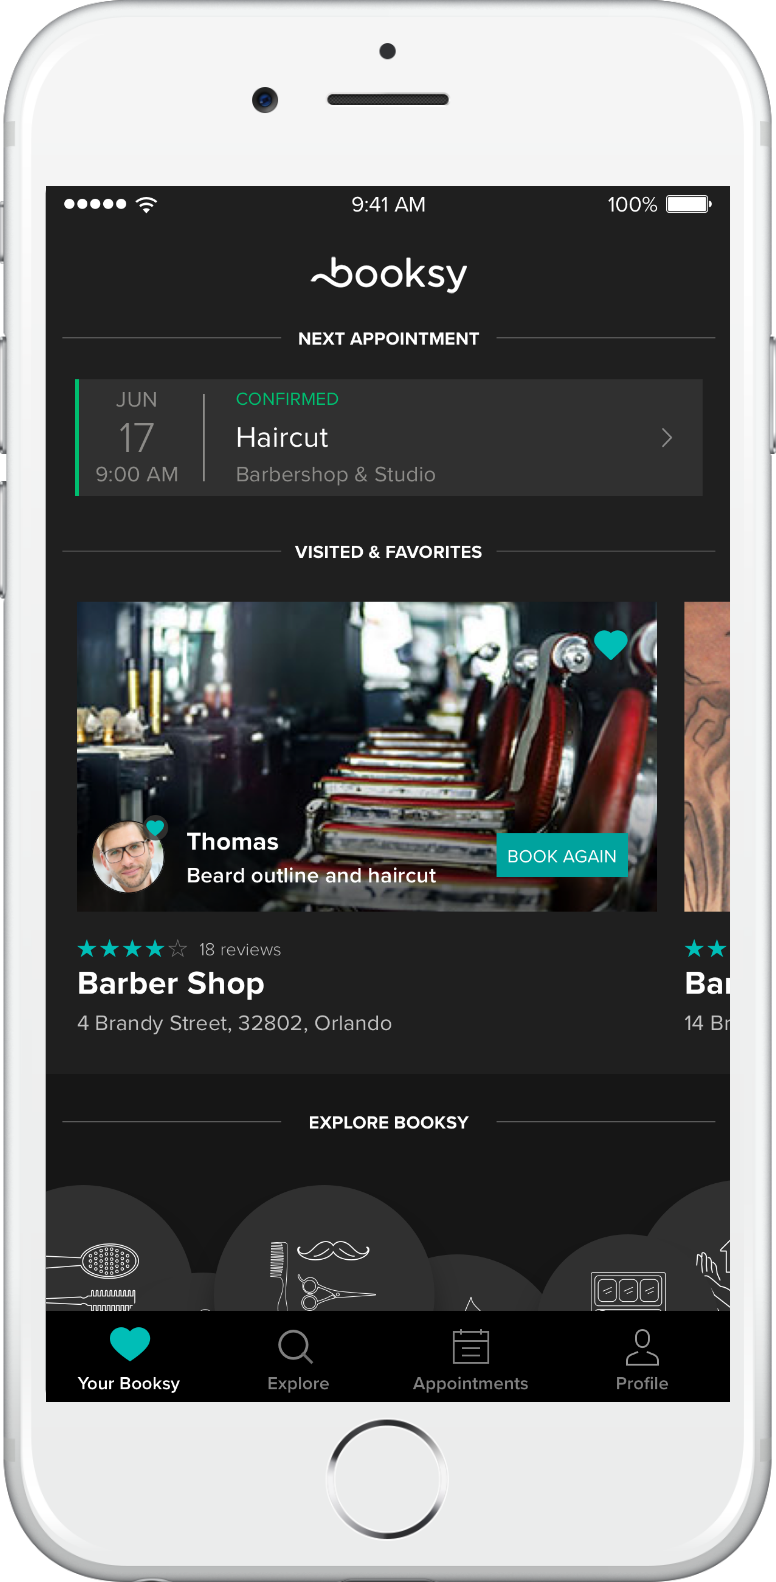 9:41 AM
100%
booksy
NEXT APPOINTMENT
JUN
17
9:00 AM
CONFIRMED
Haircut
Barbershop & Studio
VISITED & FAVORITES
Thomas
Beard outline and haircut
BOOK AGAIN
18 reviews
Barber Shop
4 Brandy Street, 32802, Orlando
14 Br
EXPLORE BOOKSY
Your Booksy
Explore
Appointments
Profile